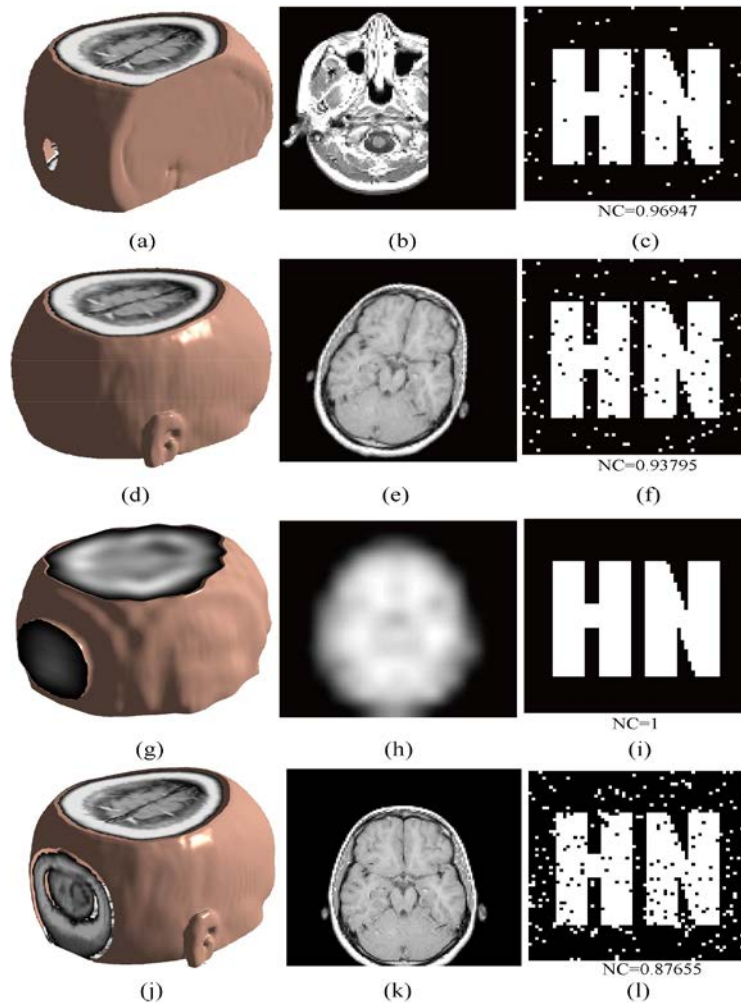 HN
NC=0.96947
(a) (b) (c)
HN
NC=0.93795
(d) (e) (f)
HN
NC=1
(g) (h) (i)
HN
NC=0.87655
(j) (k) (l)